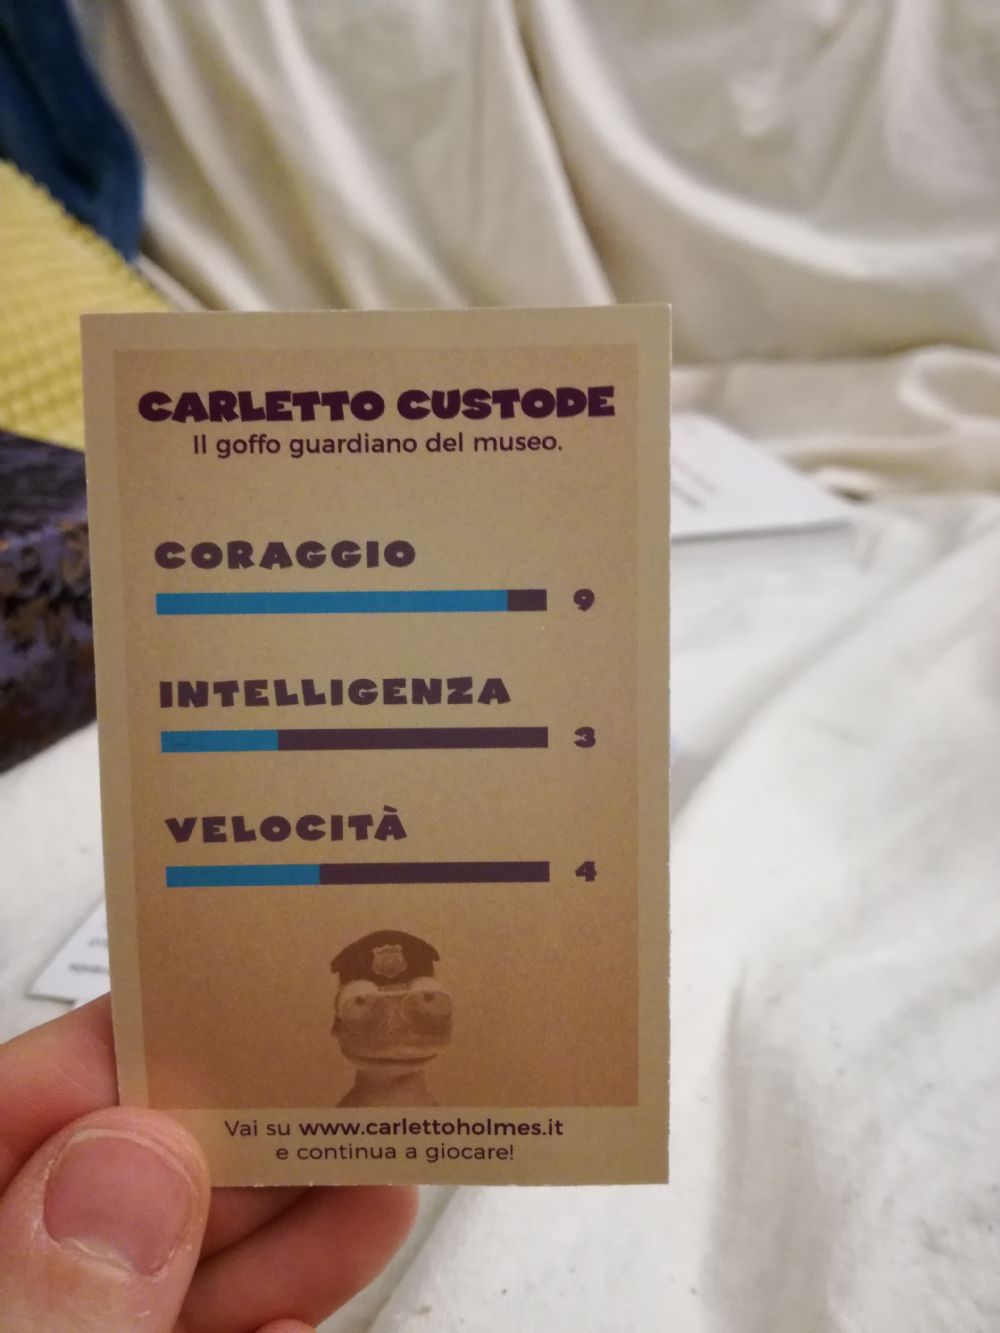 CARLETTO CUSTODE
Il goffo guardiano del museo.
CORAGGIO
9
INTELLIGENZA
3
VELOCITÀ
4
Vai su www.carlettoholmes.it
e continua a giocare!